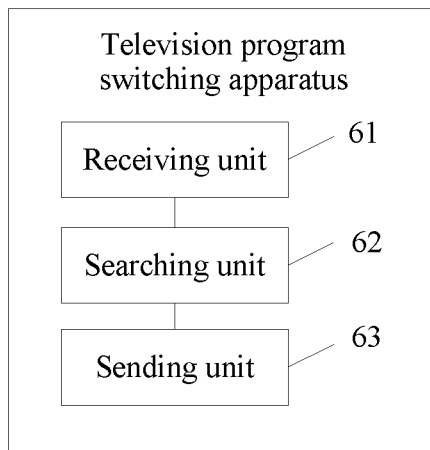 Television program
switching apparatus
61
Receiving unit
62
Searching unit
63
Sending unit